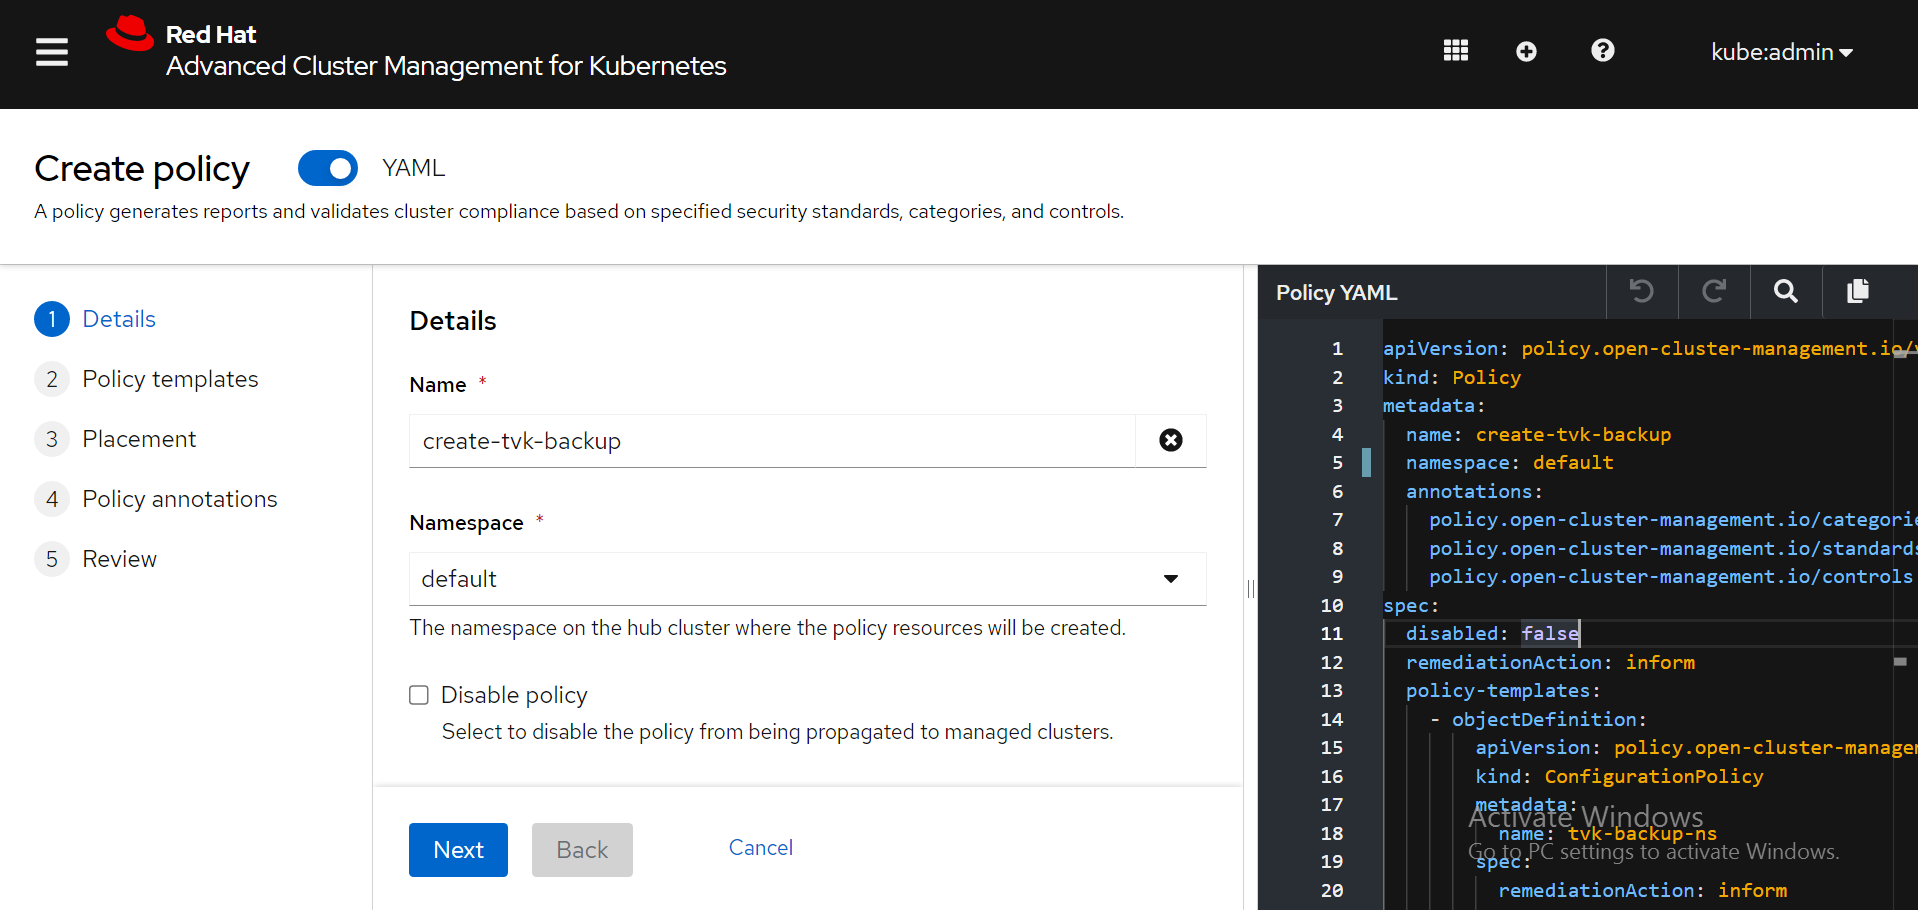 Red Hat
Advanced Cluster Management for Kubernetes
kube:admin
Create policy
YAML
A policy generates reports and validates cluster compliance based on specified security standards, categories, and controls.
1 Details
2 Policy templates
3 Placement
4 Policy annotations
5 Review
Details
Name *
create-tvk-backup
Namespace *
default
The namespace on the hub cluster where the policy resources will be created.
Disable policy
Select to disable the policy from being propagated to managed clusters.
Next
Back
Cancel
Policy YAML
1 apiVersion: policy.open-cluster-management.io/
2 kind: Policy
3 metadata:
4 name: create-tvk-backup
5 namespace: default
6 annotations:
7 policy.open-cluster-management.io/categorie
8 policy.open-cluster-management.io/standards
9 policy.open-cluster-management.io/controls
10 spec:
11 disabled: false
12 remediationAction: inform
13 policy-templates:
14 - objectDefinition:
15 apiVersion: policy.open-cluster-manage
16 kind: ConfigurationPolicy
17 metadata:
18 name: tvk-backup-ns
19 spec:
20 remediationAction: inform
Activate Windows
Go to PC settings to activate Windows.